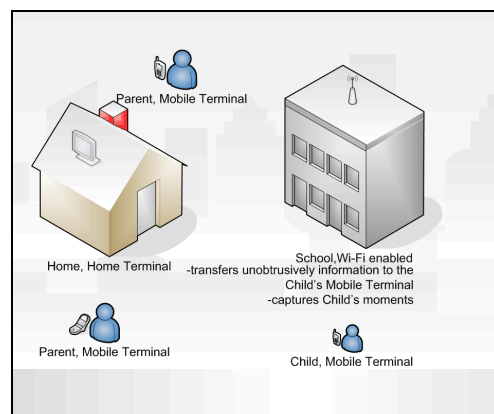 Parent, Mobile Terminal
Home, Home Terminal
School,Wi-Fi enabled
-transfers unobtrusively information to the
Child's Mobile Terminal
-captures Child's moments
Parent, Mobile Terminal
Child, Mobile Terminal